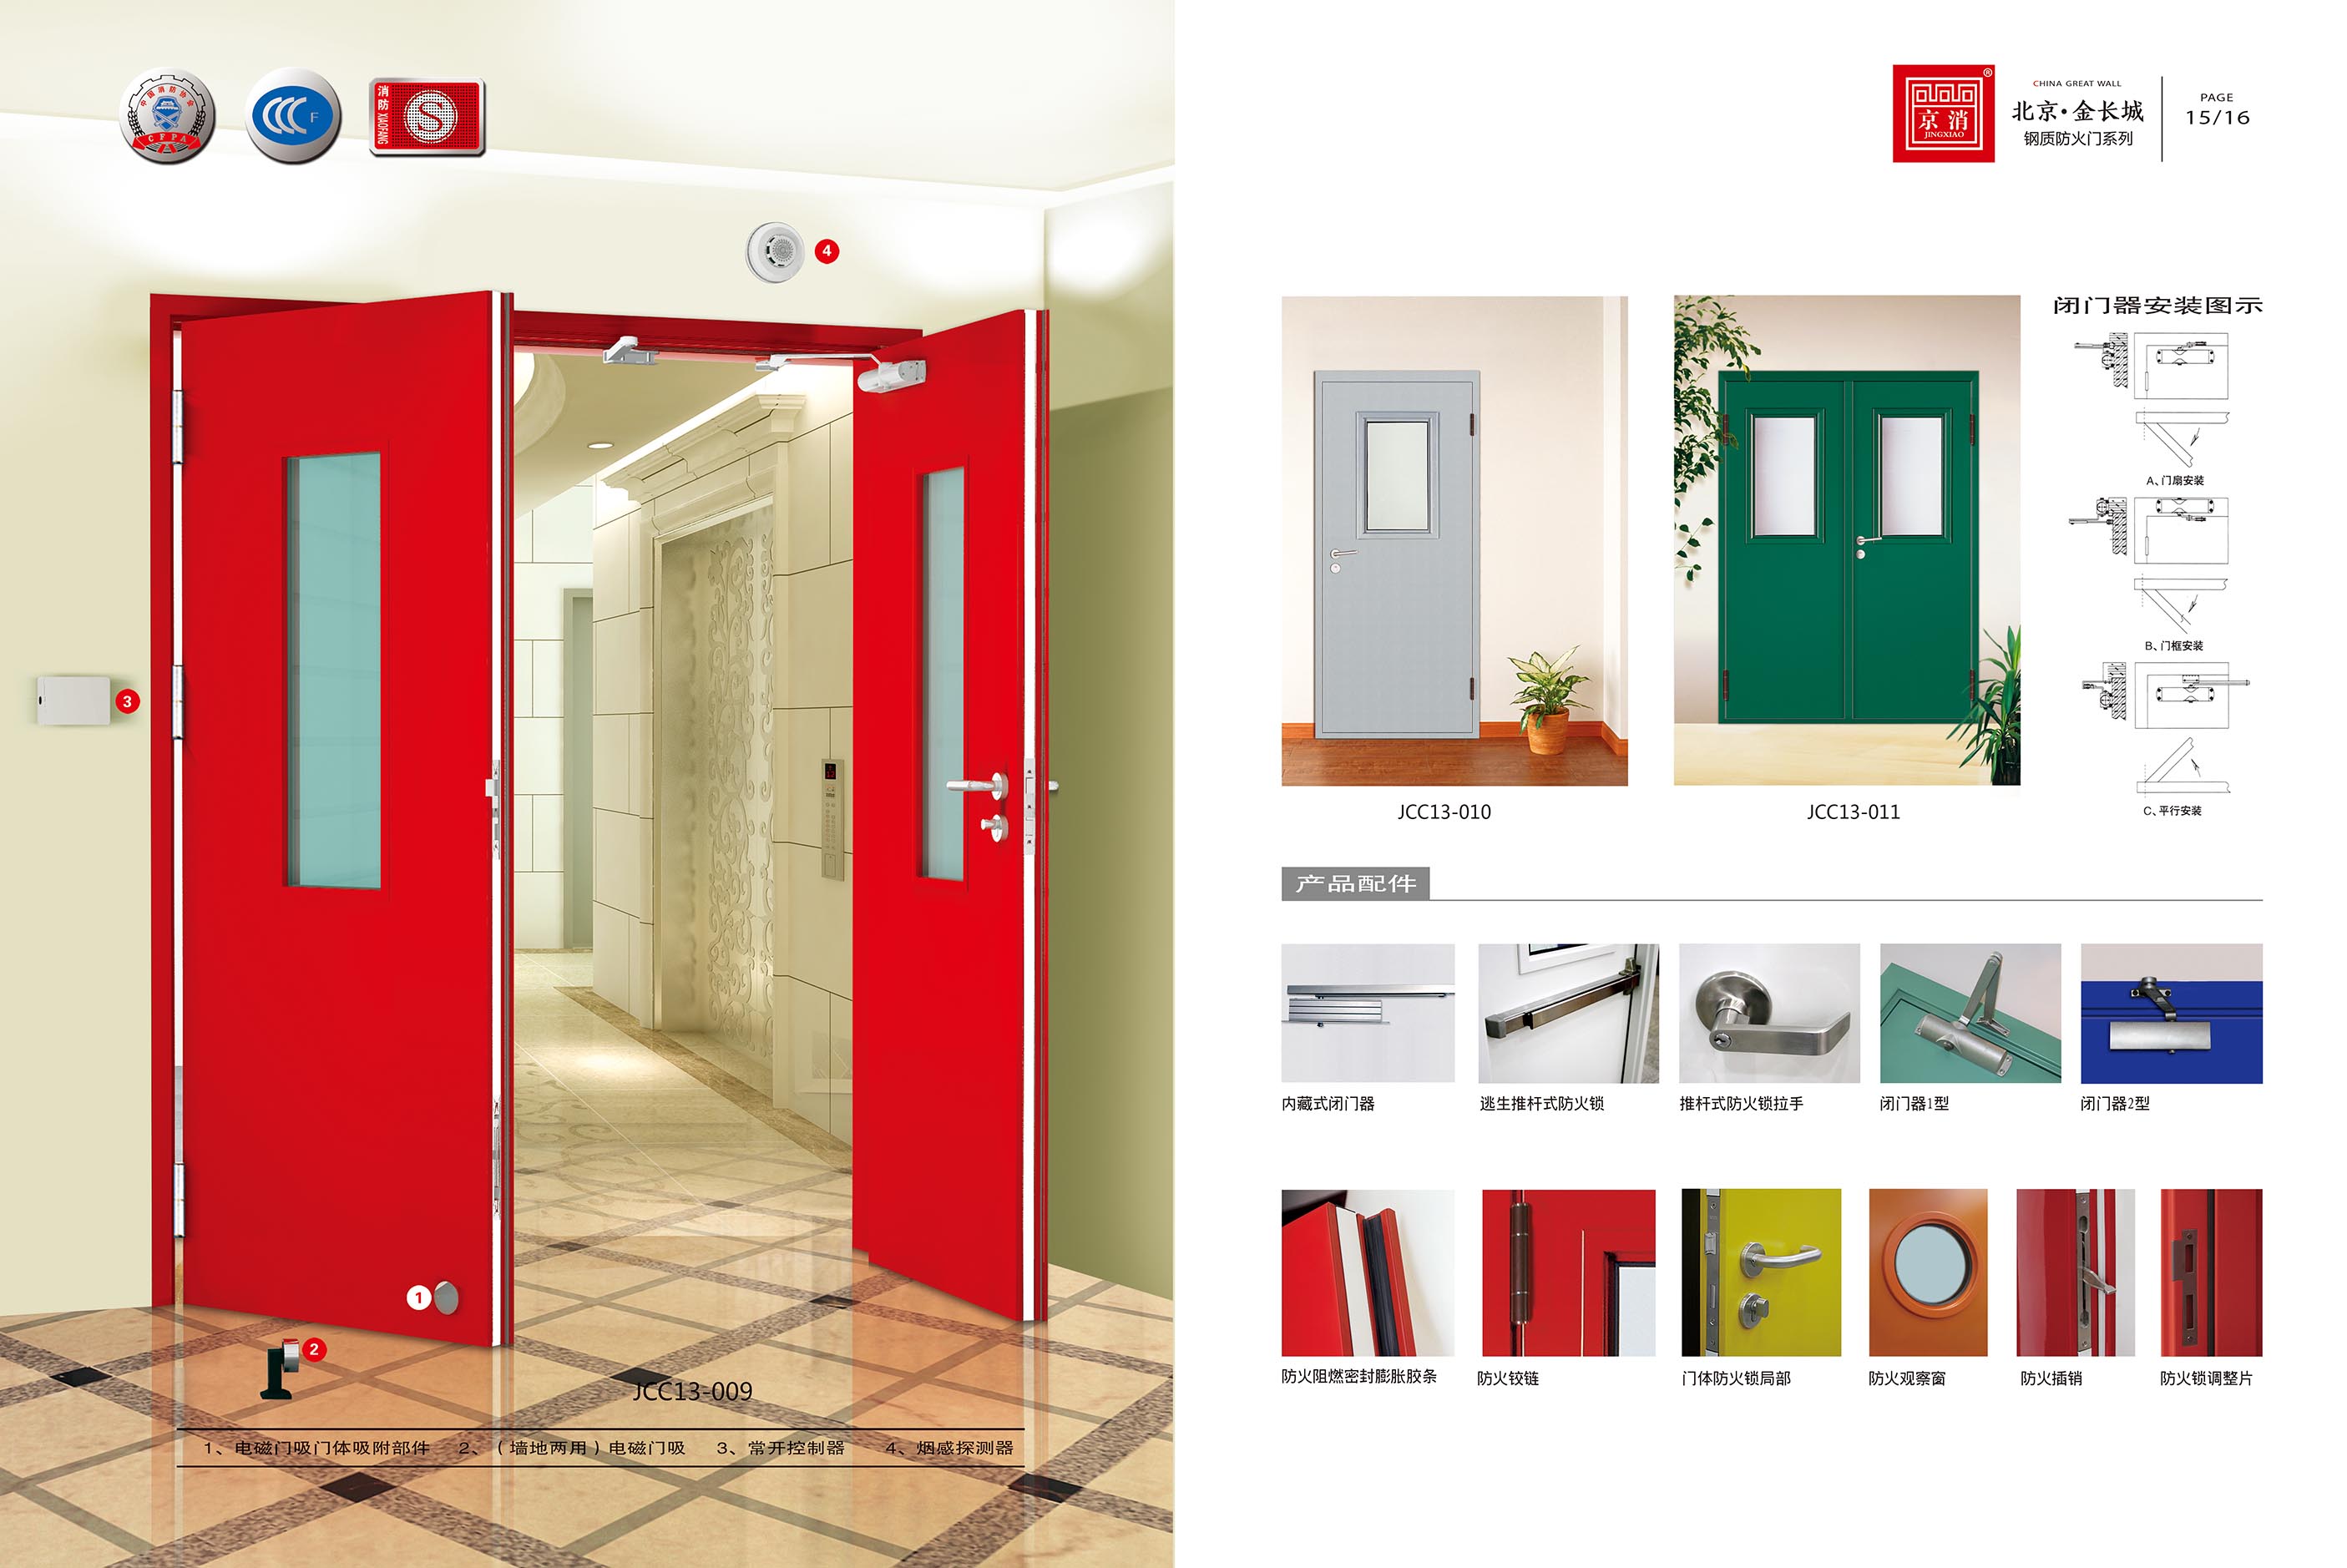 中国消防协会
CFPA
F
消防
XIAOFANG
S
4
3
1
2
JCC13-009
1、电磁门吸门体吸附部件 2、（墙地两用）电磁门吸 3、常开控制器 4、烟感探测器
京消
JINGXIAO
®
CHINA GREAT WALL
北京·金长城
钢质防火门系列
PAGE
15/16
JCC13-010
JCC13-011
闭门器安装图示
A、门扇安装
B、门框安装
C、平行安装
产品配件
内藏式闭门器
逃生推杆式防火锁
推杆式防火锁拉手
闭门器1型
闭门器2型
防火阻燃密封膨胀胶条
防火铰链
门体防火锁局部
防火观察窗
防火插销
防火锁调整片